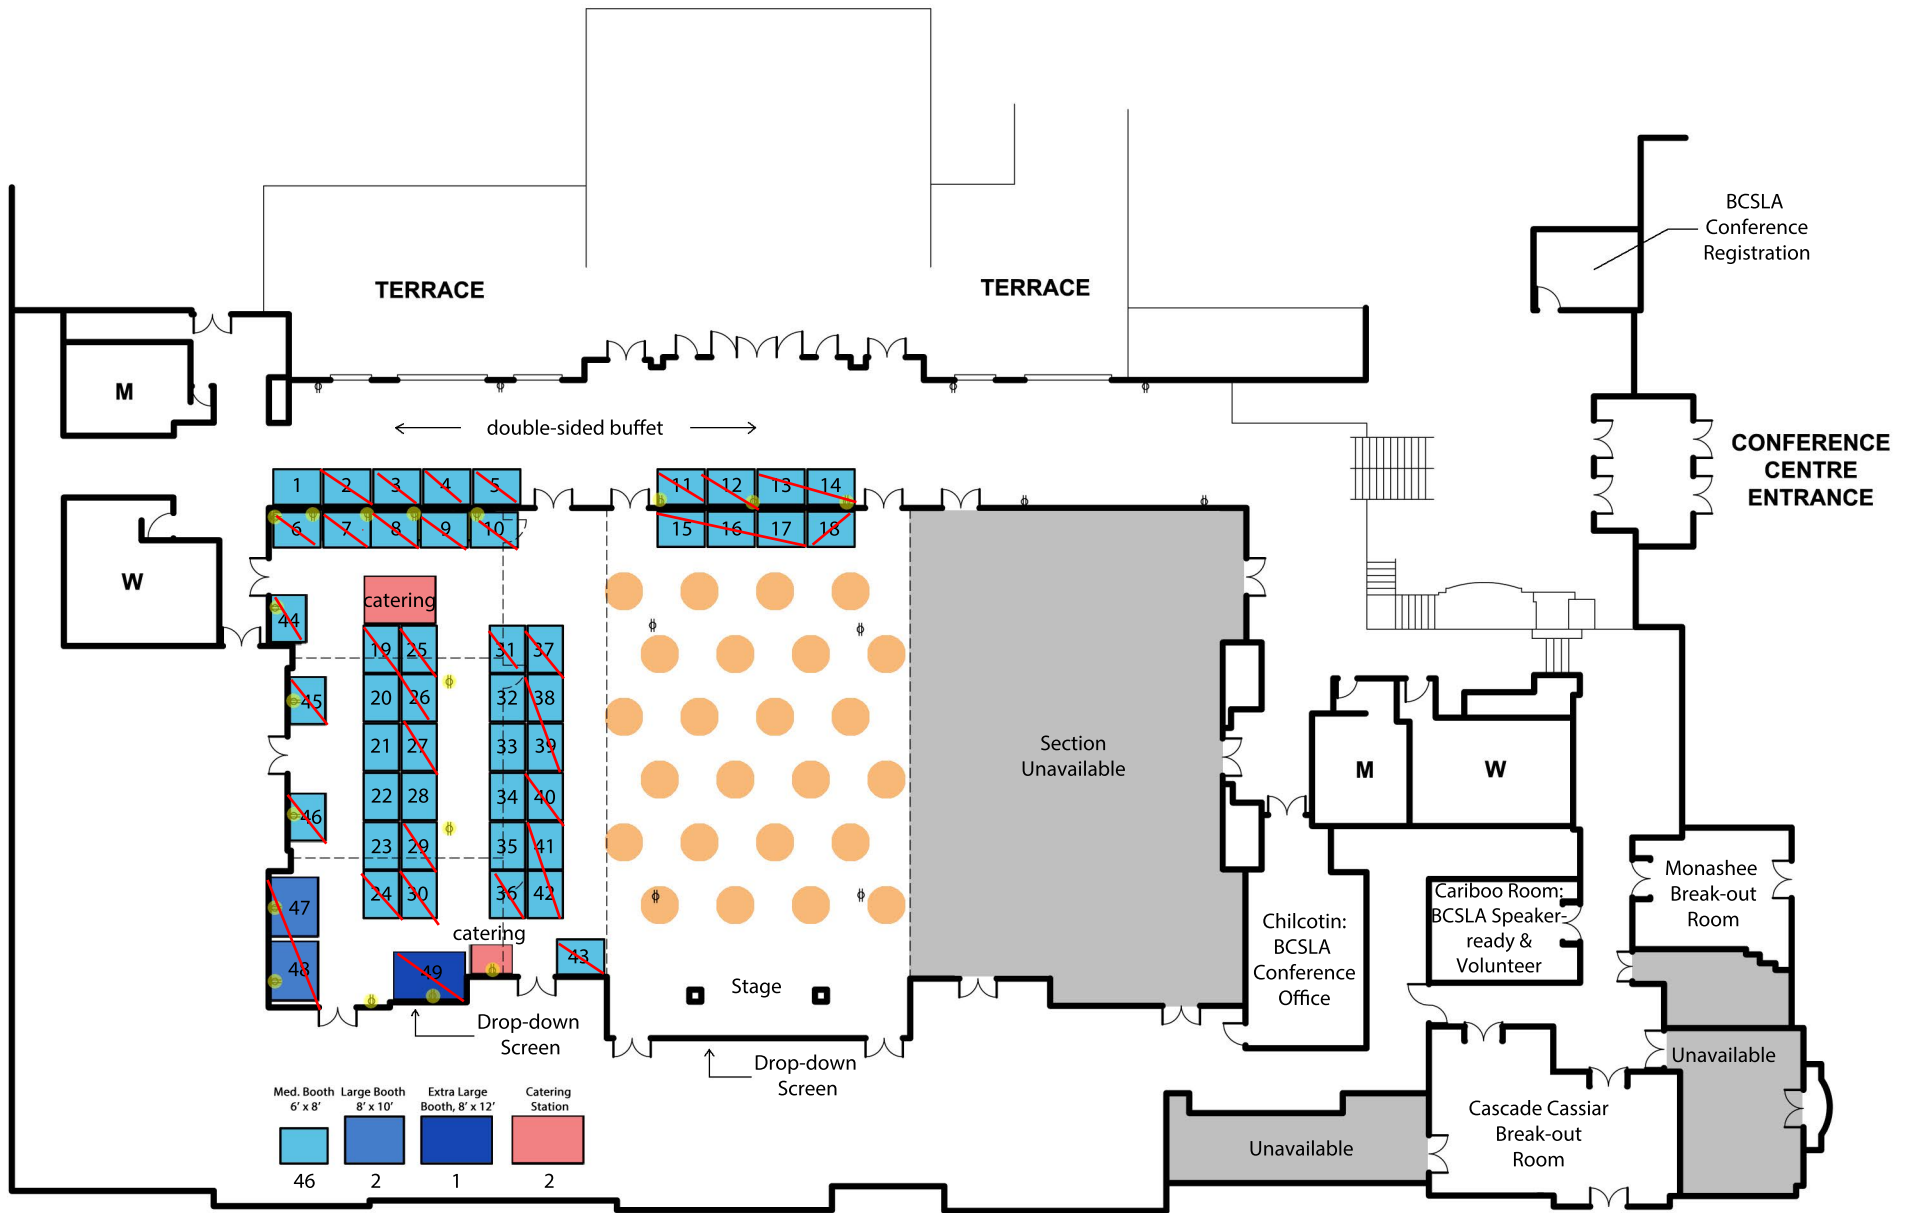 BCSLA
Conference
Registration
TERRACE
TERRACE
M
double-sided buffet
CONFERENCE
CENTRE
ENTRANCE
1 2 3 4 5
11 12 13 14
6 7 8 9 10
15 16 17 18
W
catering
44
19 25 31 37
45
20 26 32 38
21 27 33 39
Section
Unavailable
M
W
46
22 28 34 40
23 29 35 41
24 30 36 42
47
48
catering
49
43
Stage
Drop-down
Screen
Drop-down
Screen
Chilcotin:
BCSLA
Conference
Office
Cariboo Room:
BCSLA Speaker-
ready &
Volunteer
Monashee
Break-out
Room
Unavailable
Cascade Cassiar
Break-out
Room
Unavailable
Med. Booth
6' x 8'
Large Booth
8' x 10'
Extra Large
Booth, 8' x 12'
Catering
Station
46 2 1 2